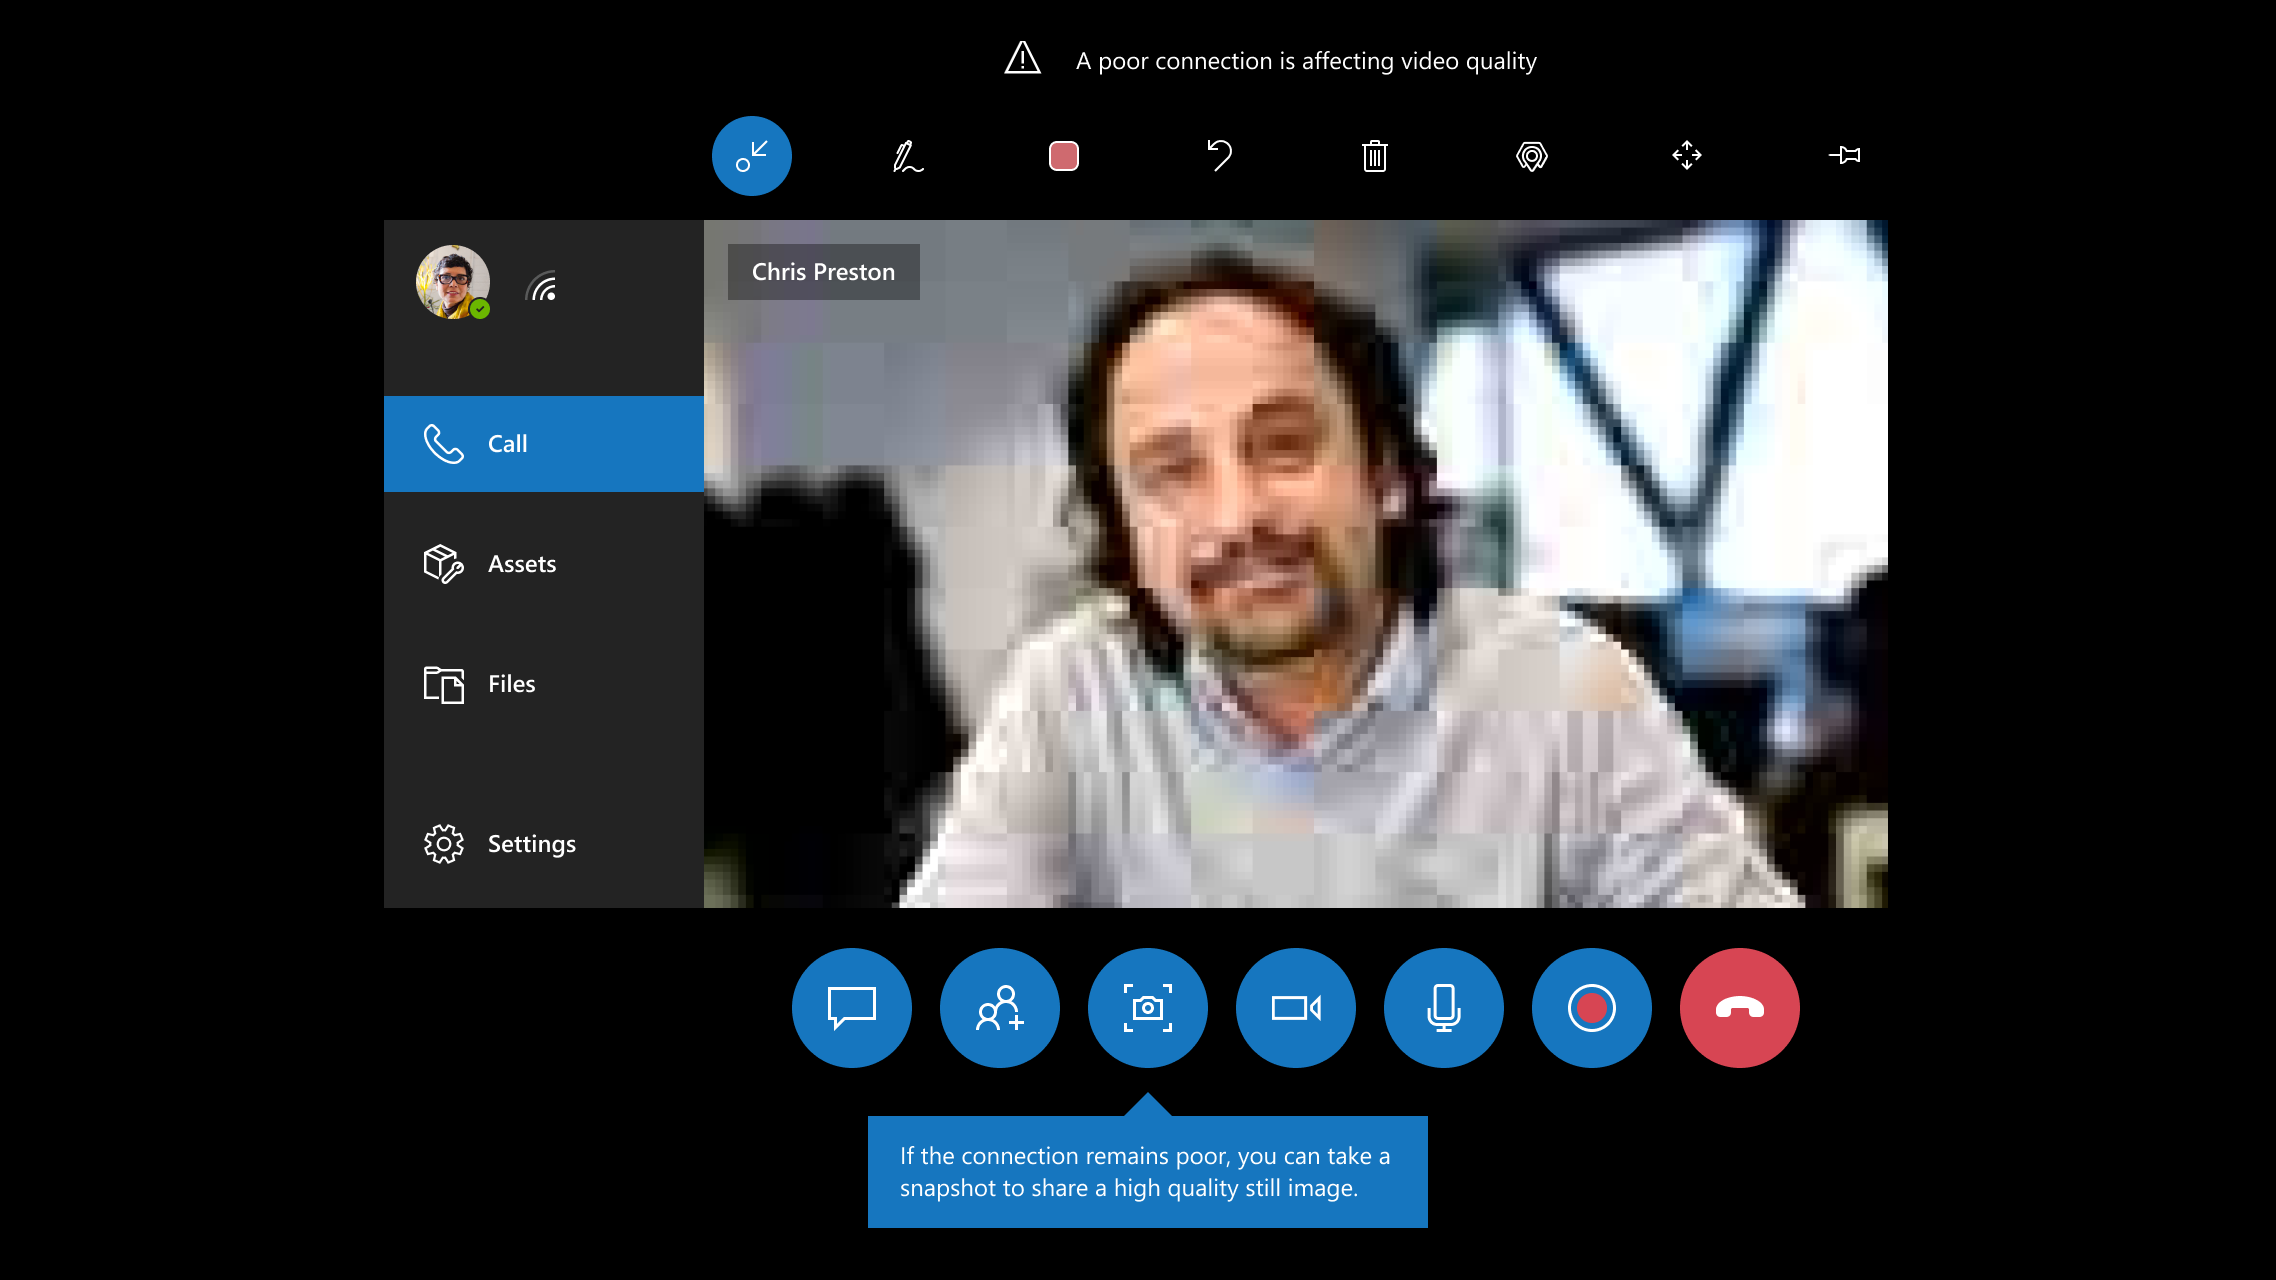 A poor connection is affecting video quality
Chris Preston
Call
Assets
Files
Settings
If the connection remains poor, you can take a
snapshot to share a high quality still image.